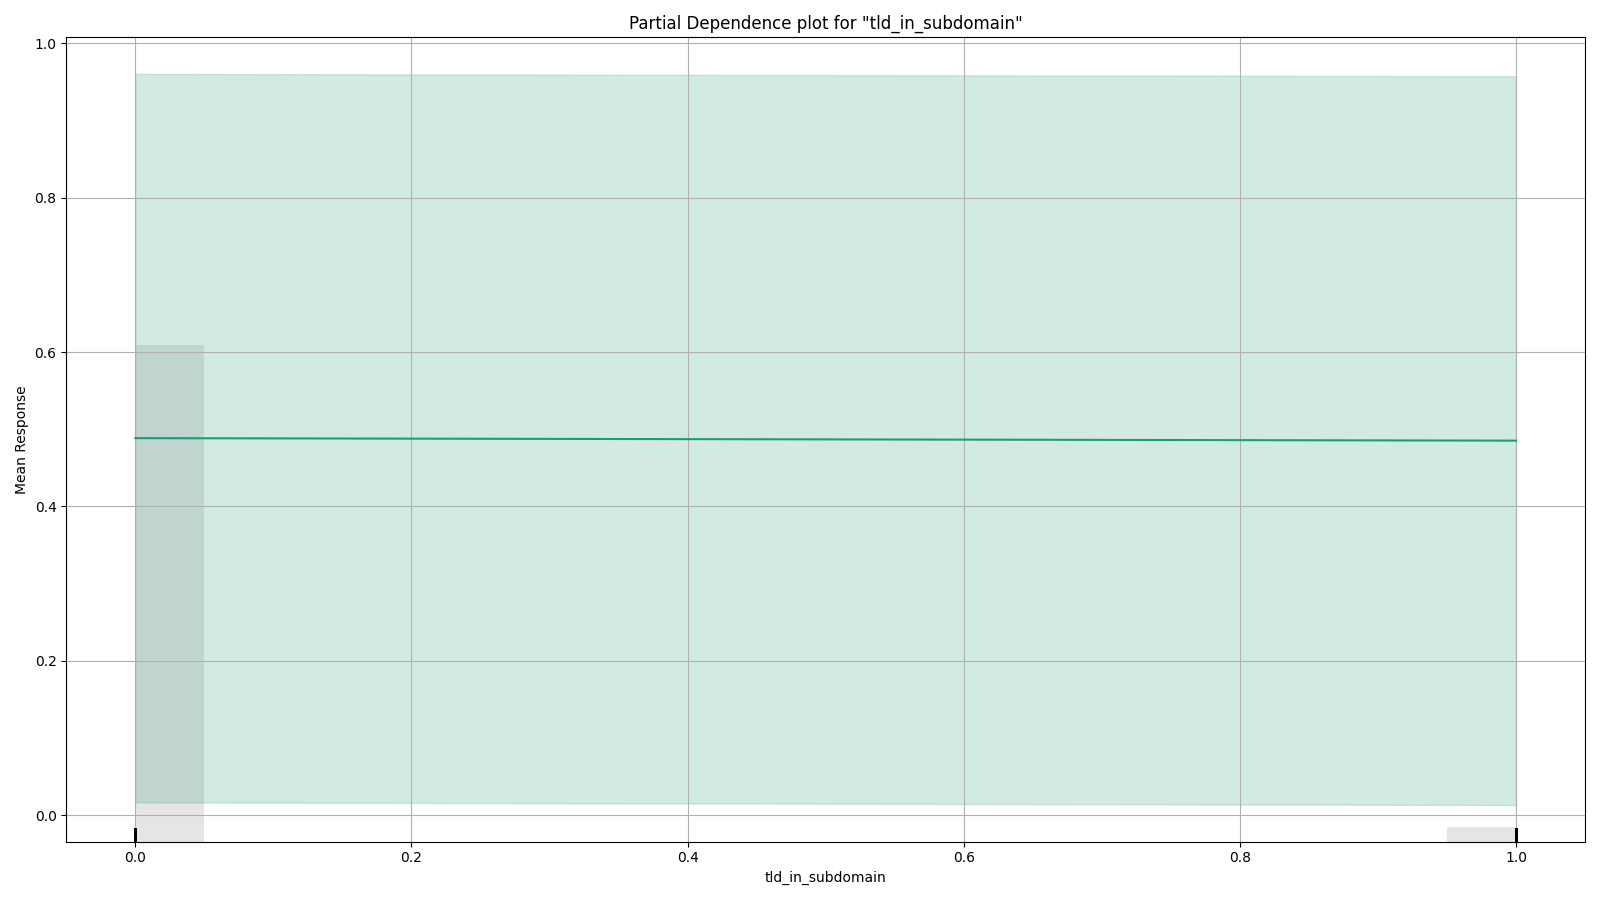 Partial Dependence plot for "tld_in_subdomain"
1.0
0.8
0.6
0.4
0.2
0.0
Mean Response
0.0 0.2 0.4 0.6 0.8 1.0
tld_in_subdomain